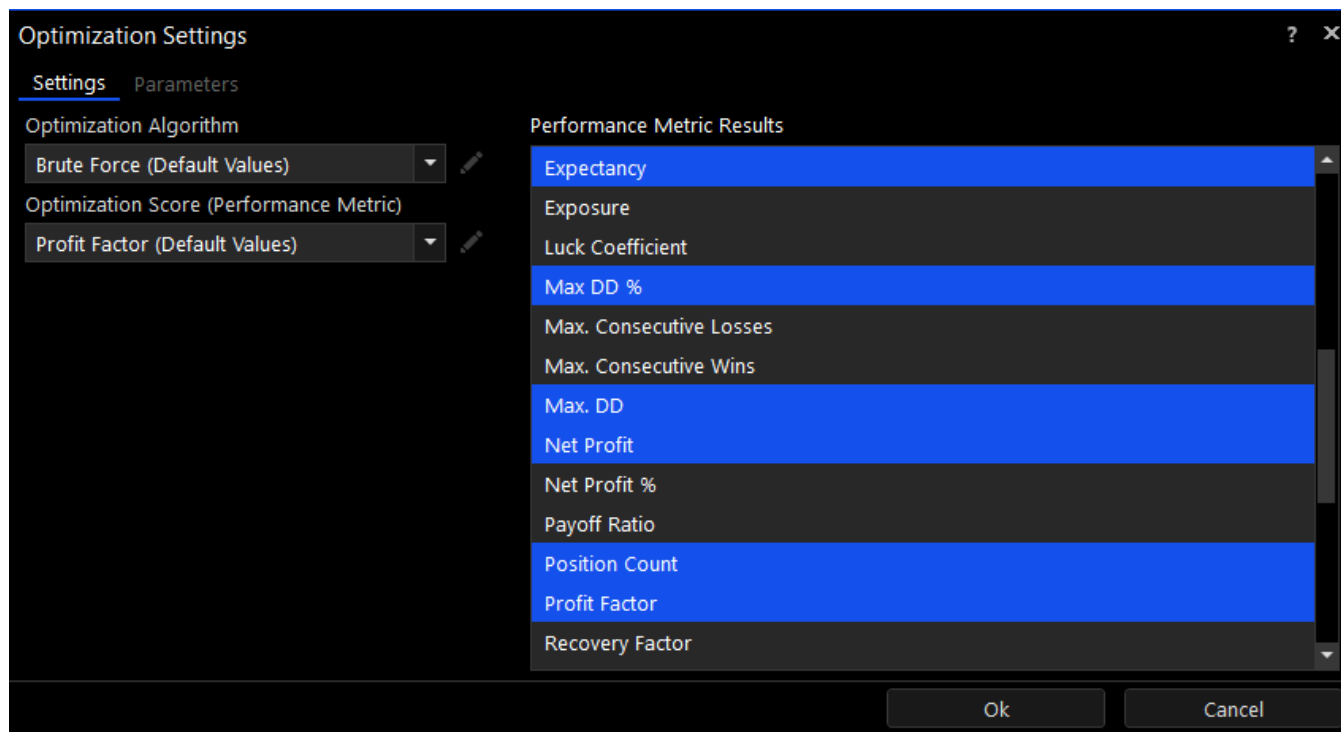 Optimization Settings
?
Settings
Parameters
Optimization Algorithm
Brute Force (Default Values)
Optimization Score (Performance Metric)
Profit Factor (Default Values)
Performance Metric Results
Expectancy
Exposure
Luck Coefficient
Max DD %
Max. Consecutive Losses
Max. Consecutive Wins
Max. DD
Net Profit
Net Profit %
Payoff Ratio
Position Count
Profit Factor
Recovery Factor
Ok
Cancel